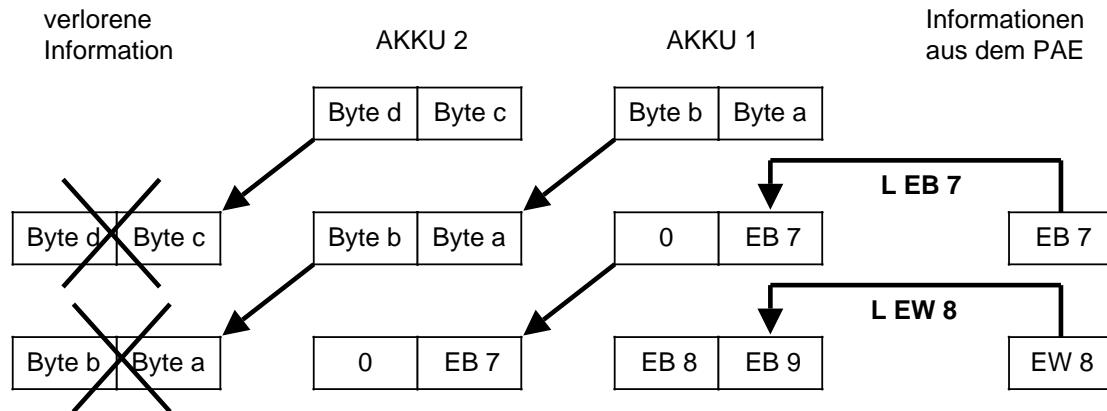 verlorene
Information
AKKU 2
AKKU 1
Informationen
aus dem PAE
Byte d Byte c Byte b Byte a
L EB 7
Byte d Byte c Byte b Byte a 0 EB 7 EB 7
L EW 8
Byte b Byte a 0 EB 7 EB 8 EB 9 EW 8